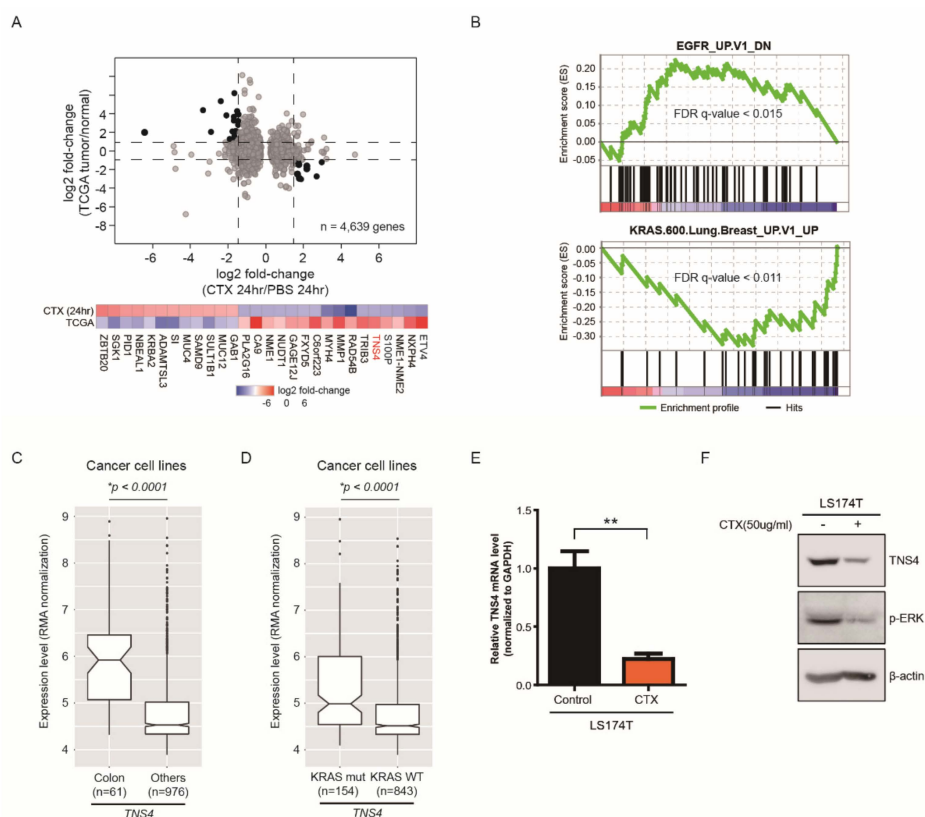 A
log2 fold-change
(TCGA tumor/normal)
8
6
4
2
0
-2
-4
-6
-8
n = 4,639 genes
-6
-4
-2
0
2
4
6
log2 fold-change
(CTX 24hr/PBS 24hr)
CTX (24hr)
TCGA
ZBTB20
SGK1
PID1
NBEAL1
KRBA2
ADAMTSL3
SI
MUC4
SAMD9
SULT1B1
MUC12
GAB1
PLA2G16
CA9
NME1
NUDT1
GAGE12J
FXYD5
C6orf223
MYH4
MMP1
RAD54B
TRIB3
TNS4
S100P
NME1-NME2
NXPH4
ETV4
log2 fold-change
-6 0 6
B
EGFR_UP.V1_DN
Enrichment score (ES)
0.20
0.15
0.10
0.05
0.00
-0.05
FDR q-value < 0.015
KRAS.600.Lung.Breast_UP.V1_UP
Enrichment score (ES)
0.00
-0.05
-0.10
-0.15
-0.20
-0.25
-0.30
FDR q-value < 0.011
Enrichment profile
Hits
C
Cancer cell lines
*p < 0.0001
Expression level (RMA normalization)
9
8
7
6
5
4
Colon
(n=61)
Others
(n=976)
TNS4
D
Cancer cell lines
*p < 0.0001
Expression level (RMA normalization)
9
8
7
6
5
4
KRAS mut
(n=154)
KRAS WT
(n=843)
TNS4
E
Relative TNS4 mRNA level
(normalized to GAPDH)
1.5
1.0
0.5
0.0
**
Control
CTX
LS174T
F
LS174T
CTX(50ug/ml)
- +
TNS4
p-ERK
β-actin